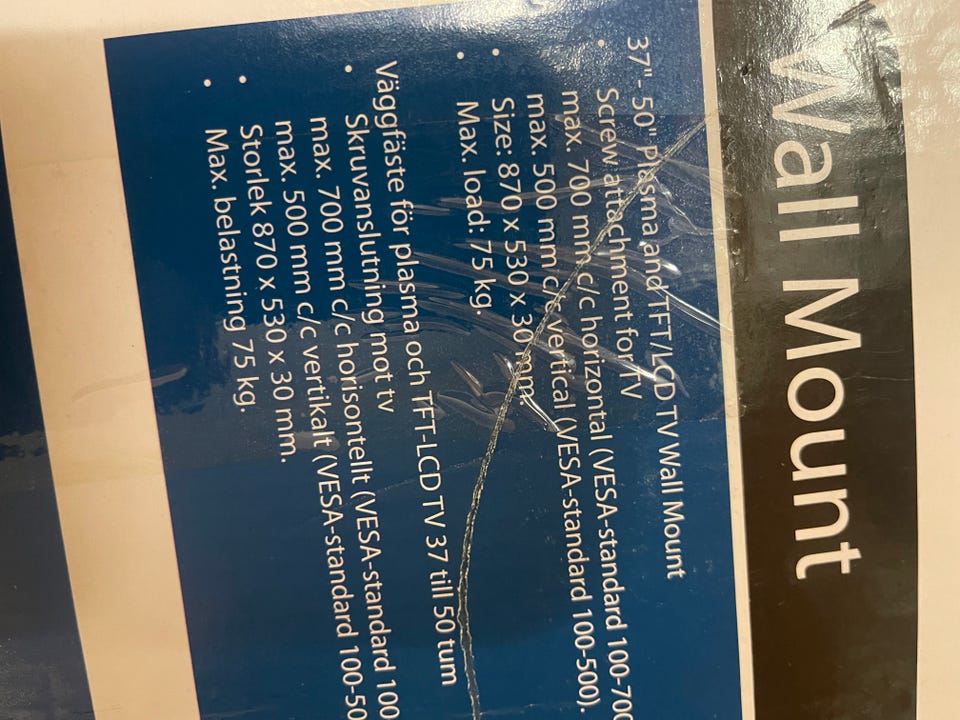 Wall Mount
37"- 50" Plasma and TFT/LCD TV Wall Mount
• Screw attachment for TV
max. 700 mm c/c horizontal (VESA-standard 100-700
max. 500 mm c/c vertical (VESA-standard 100-500).
• Size: 870 x 530 x 30 mm.
• Max. load: 75 kg.
Väggfäste för plasma och TFT-LCD TV 37 till 50 tum
• Skruvanslutning mot tv
max. 700 mm c/c horisontellt (VESA-standard 100
max. 500 mm c/c vertikalt (VESA-standard 100-50
• Storlek 870 x 530 x 30 mm.
• Max. belastning 75 kg.